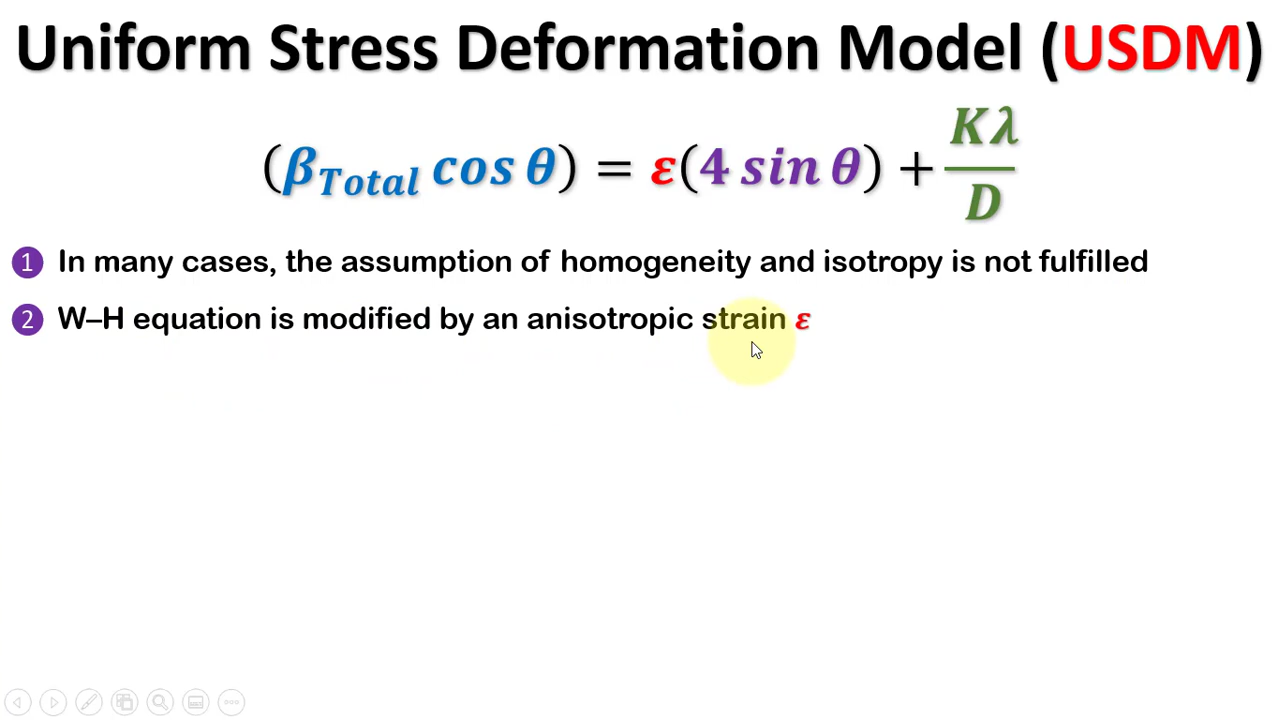 Uniform Stress Deformation Model (USDM)
(β_Total cos θ) = ε(4 sin θ) + Kλ/D
1 In many cases, the assumption of homogeneity and isotropy is not fulfilled
2 W–H equation is modified by an anisotropic strain ε